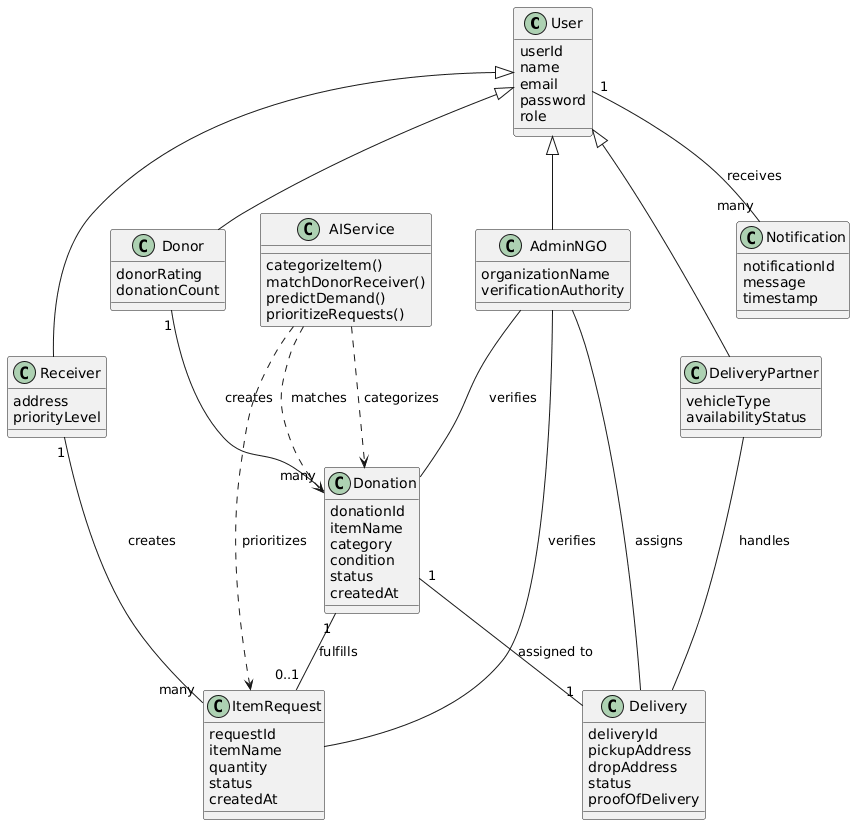 C User
userId
name
email
password
role
1
receives
many
C Notification
notificationId
message
timestamp
C Donor
donorRating
donationCount
1
C AIService
categorizeItem()
matchDonorReceiver()
predictDemand()
prioritizeRequests()
C AdminNGO
organizationName
verificationAuthority
C Receiver
address
priorityLevel
1
C DeliveryPartner
vehicleType
availabilityStatus
creates
matches
categorizes
verifies
many
C Donation
donationId
itemName
category
condition
status
createdAt
creates
prioritizes
verifies
assigns
handles
1
1
fulfills
assigned to
0..1
many
1
C ItemRequest
requestId
itemName
quantity
status
createdAt
C Delivery
deliveryId
pickupAddress
dropAddress
status
proofOfDelivery